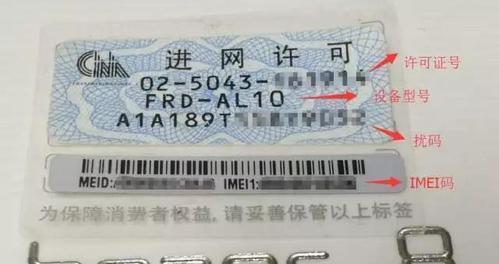 CNA 进网许可
02-5043- 许可证号
FRD-AL10 设备型号
A1A189T 扰码
MEID: IMEI1: IMEI码
为保障消费者权益,请妥善保管以上标签